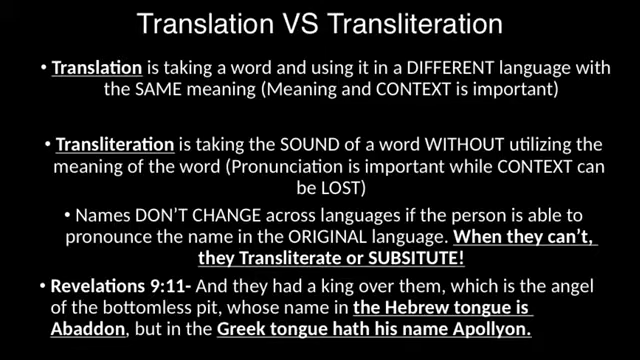 Translation VS Transliteration
• Translation is taking a word and using it in a DIFFERENT language with
the SAME meaning (Meaning and CONTEXT is important)
• Transliteration is taking the SOUND of a word WITHOUT utilizing the
meaning of the word (Pronunciation is important while CONTEXT can
be LOST)
• Names DON'T CHANGE across languages if the person is able to
pronounce the name in the ORIGINAL language. When they can't,
they Transliterate or SUBSITUTE!
• Revelations 9:11- And they had a king over them, which is the angel
of the bottomless pit, whose name in the Hebrew tongue is
Abaddon, but in the Greek tongue hath his name Apollyon.